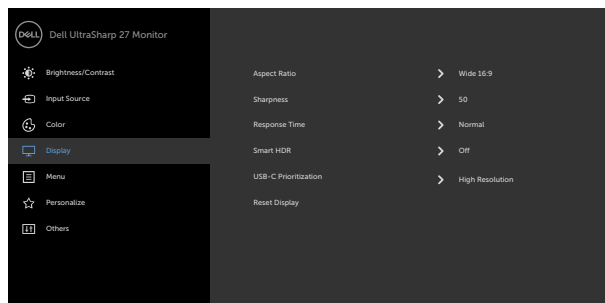 DELL Dell UltraSharp 27 Monitor
Brightness/Contrast
Input Source
Color
Display
Menu
Personalize
Others
Aspect Ratio Wide 16:9
Sharpness 50
Response Time Normal
Smart HDR Off
USB-C Prioritization High Resolution
Reset Display